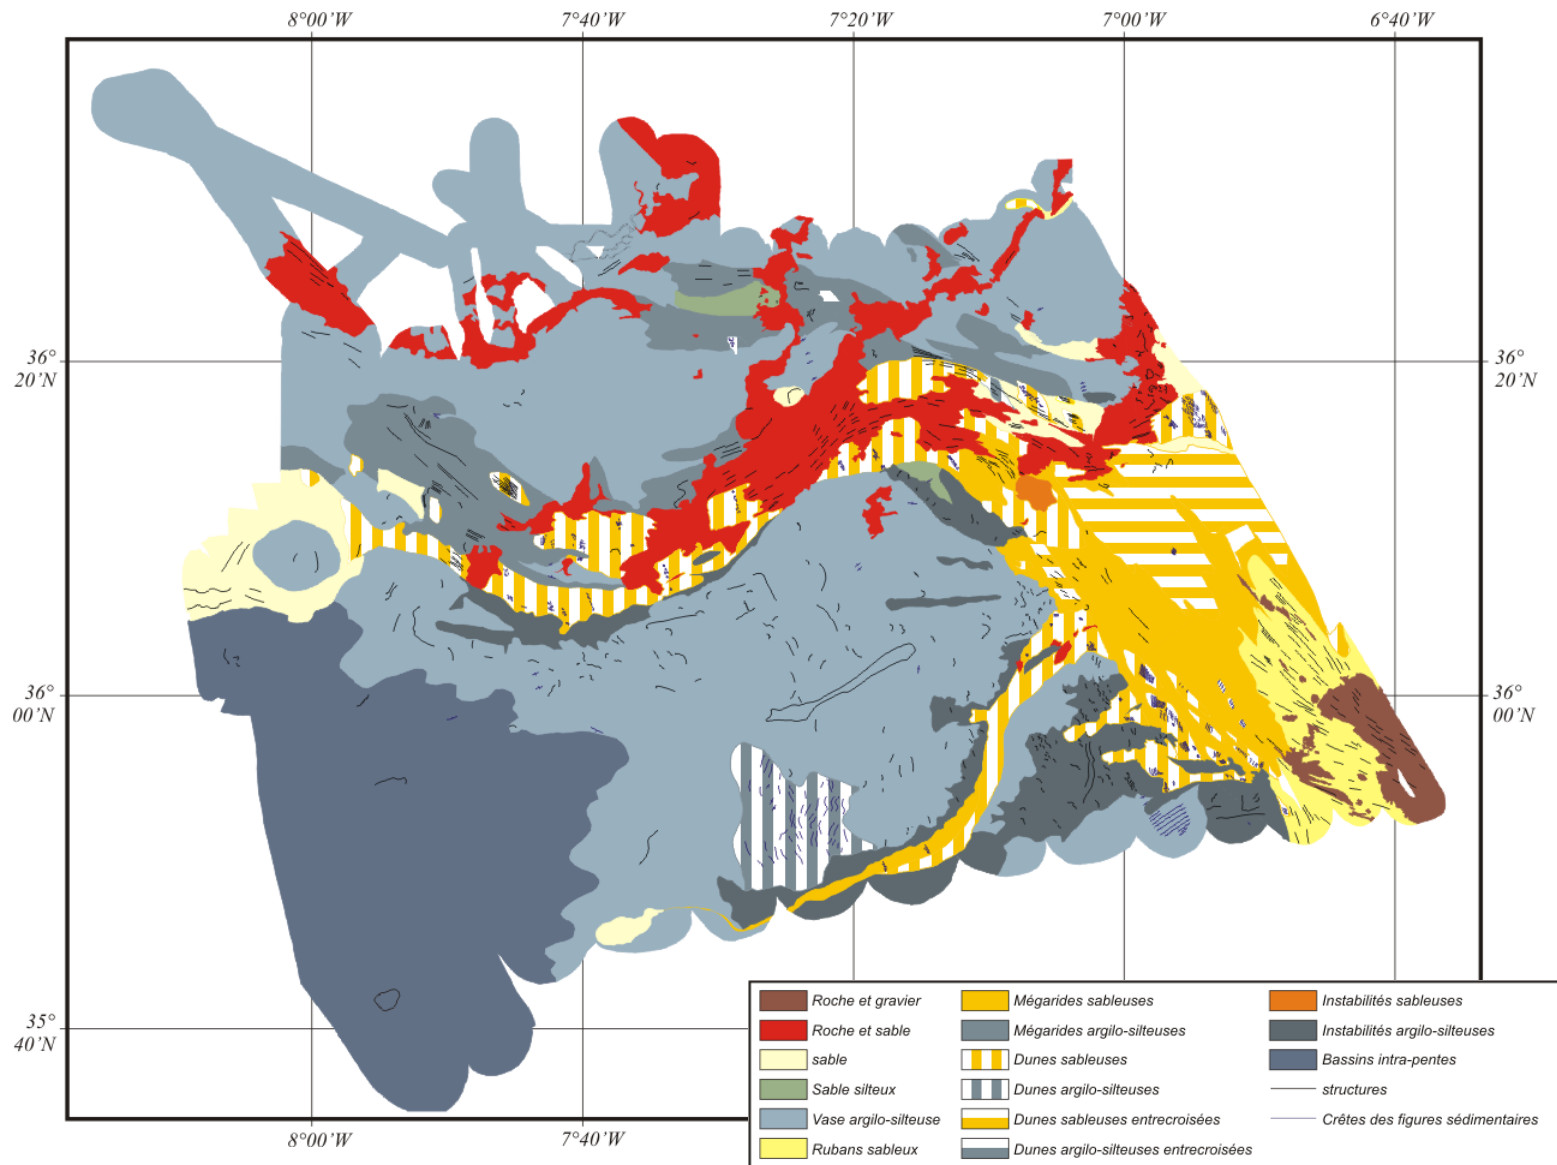 8°00'W 7°40'W 7°20'W 7°00'W 6°40'W
36° 36°
20'N 20'N
36° 36°
00'N 00'N
35°
40'N
8°00'W 7°40'W
Roche et gravier Mégarides sableuses Instabilités sableuses
Roche et sable Mégarides argilo-silteuses Instabilités argilo-silteuses
sable Dunes sableuses Bassins intra-pentes
Sable silteux Dunes argilo-silteuses structures
Vase argilo-silteuse Dunes sableuses entrecroisées Crêtes des figures sédimentaires
Rubans sableux Dunes argilo-silteuses entrecroisées